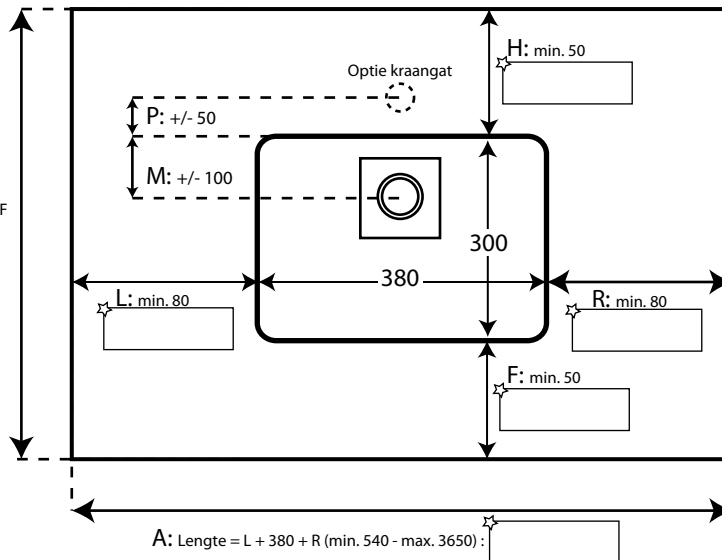 H: min. 50
Optie kraangat
P: +/- 50
M: +/- 100
F
300
380
L: min. 80
R: min. 80
F: min. 50
A: Lengte = L + 380 + R (min. 540 - max. 3650) :